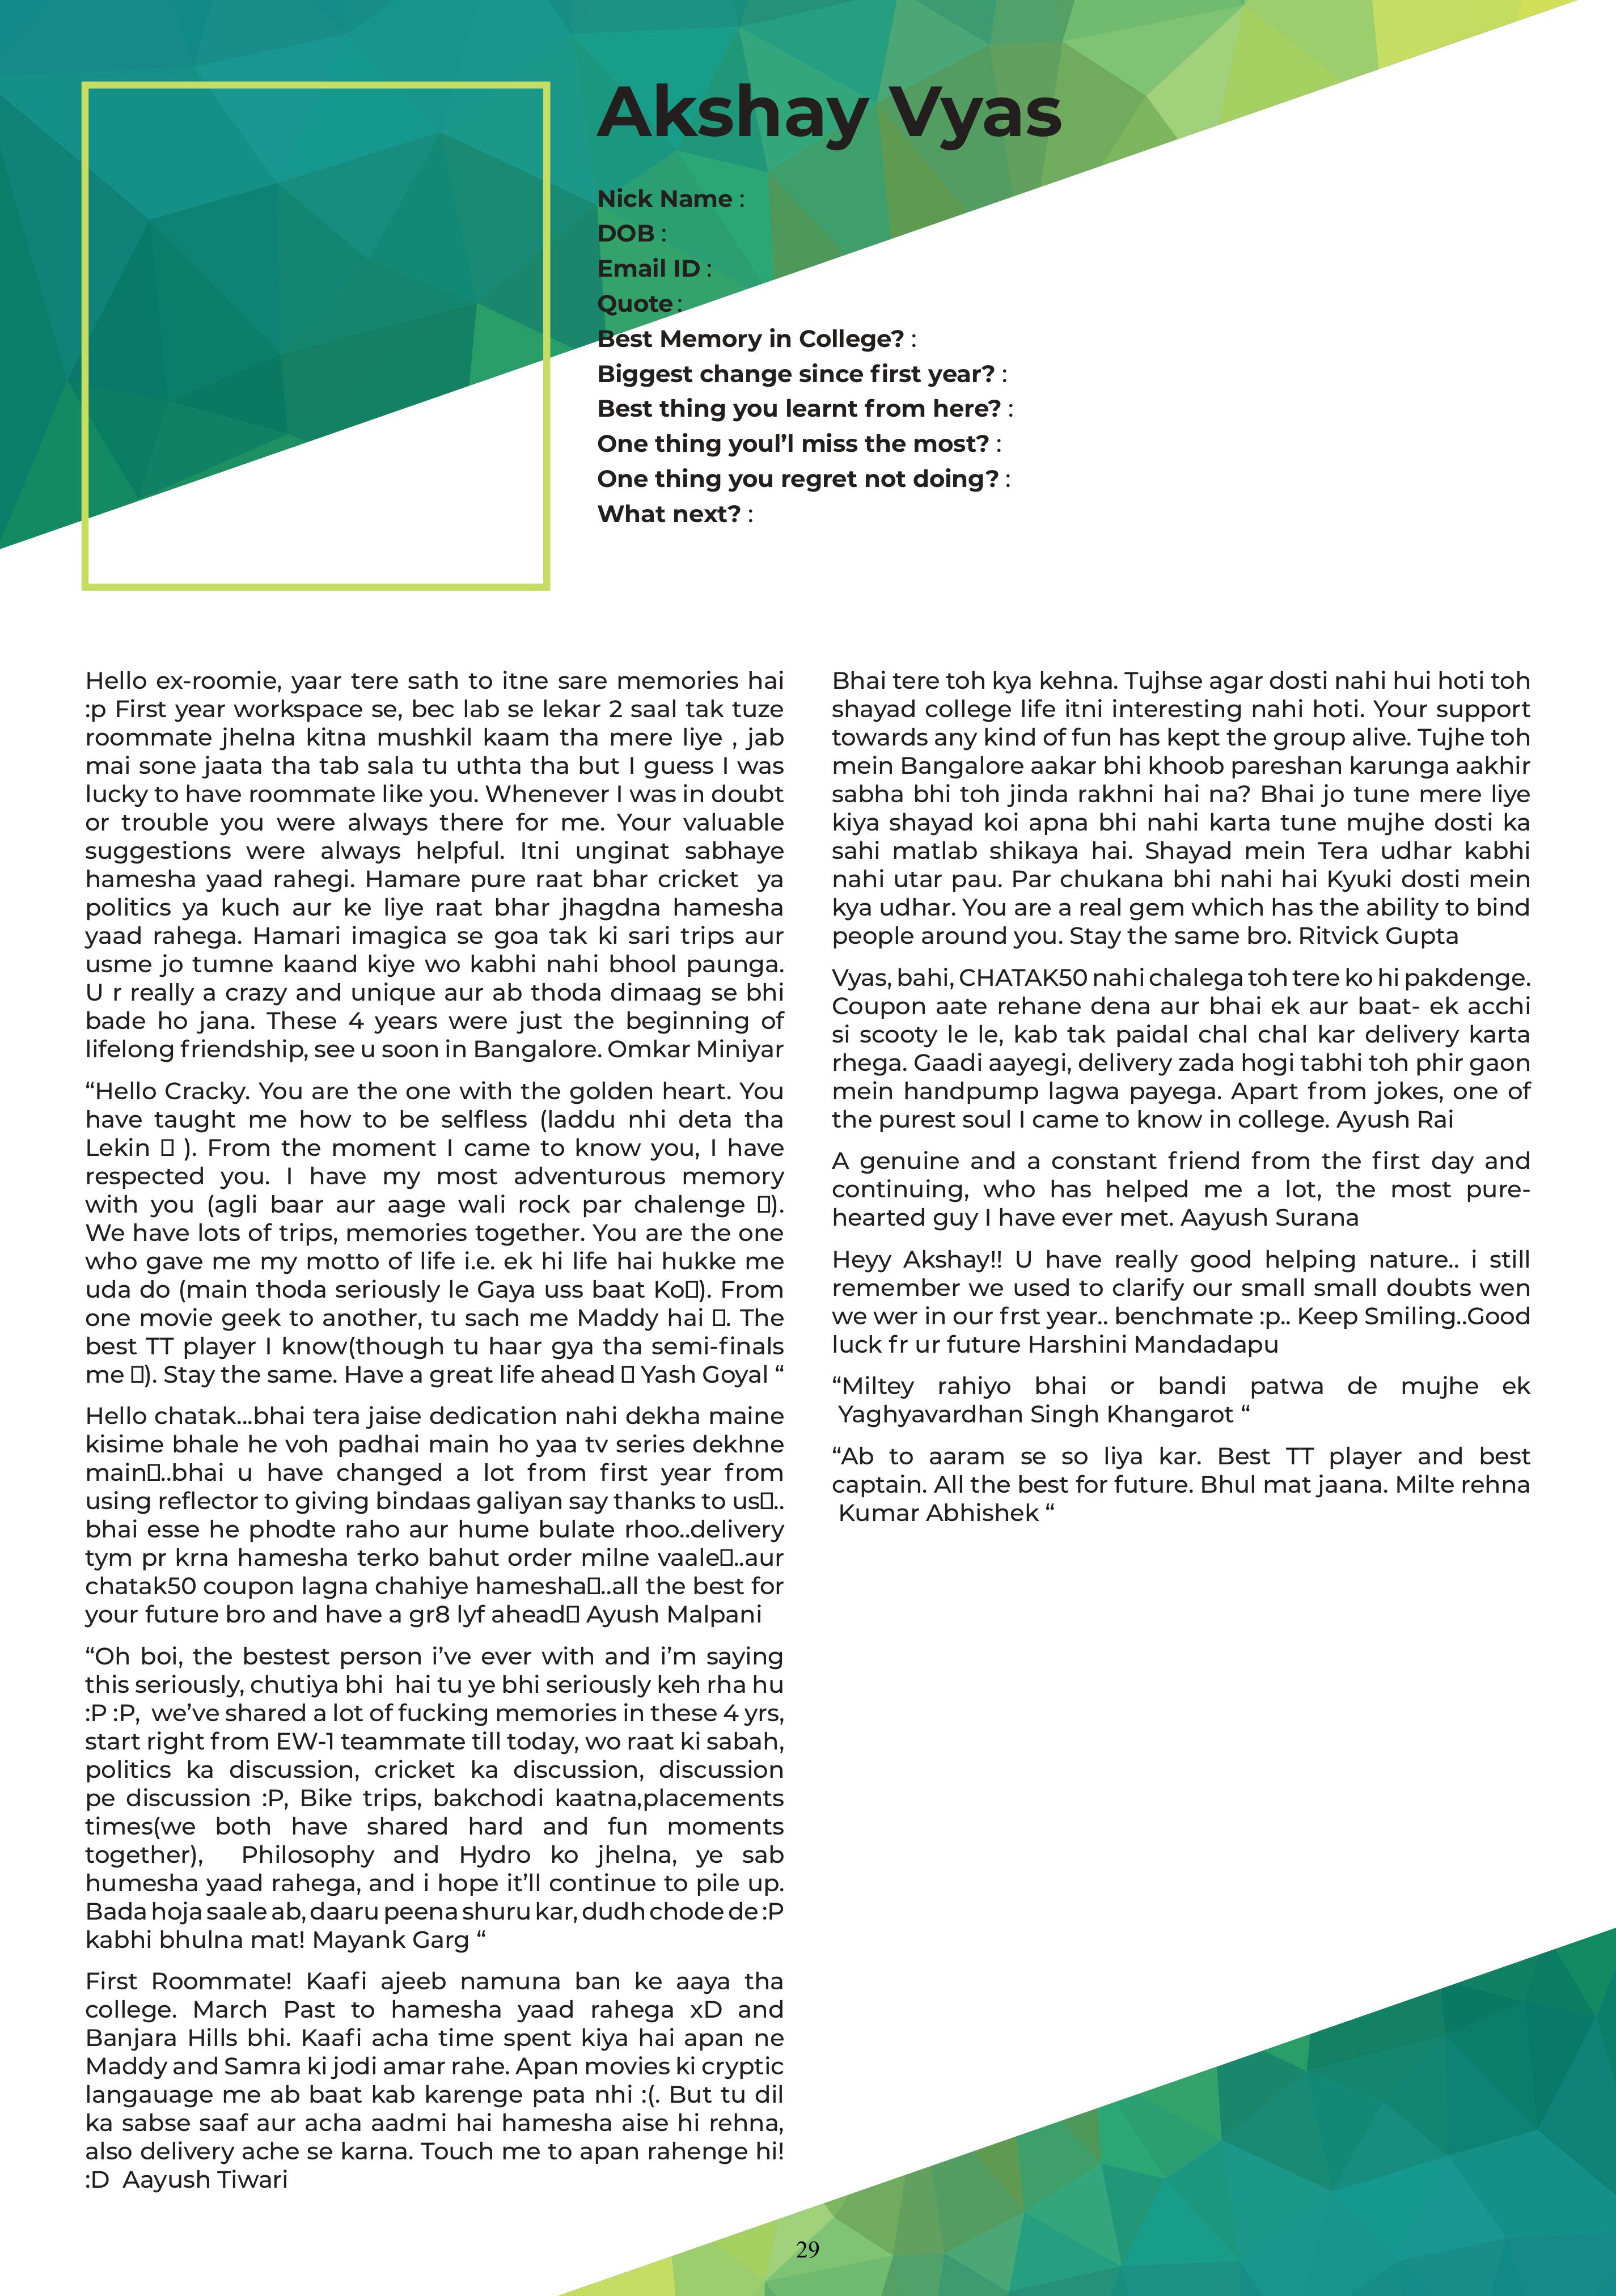 Akshay Vyas
Nick Name :
DOB :
Email ID :
Quote :
Best Memory in College? :
Biggest change since first year? :
Best thing you learnt from here? :
One thing youl’l miss the most? :
One thing you regret not doing? :
What next? :
Hello ex-roomie, yaar tere sath to itne sare memories hai
:p First year workspace se, bec lab se lekar 2 saal tak tuze
roommate jhelna kitna mushkil kaam tha mere liye , jab
mai sone jaata tha tab sala tu uthta tha but I guess I was
lucky to have roommate like you. Whenever I was in doubt
or trouble you were always there for me. Your valuable
suggestions were always helpful. Itni unginat sabhaye
hamesha yaad rahegi. Hamare pure raat bhar cricket  ya
politics ya kuch aur ke liye raat bhar jhagdna hamesha
yaad rahega. Hamari imagica se goa tak ki sari trips aur
usme jo tumne kaand kiye wo kabhi nahi bhool paunga.
U r really a crazy and unique aur ab thoda dimaag se bhi
bade ho jana. These 4 years were just the beginning of
lifelong friendship, see u soon in Bangalore. Omkar Miniyar
“Hello Cracky. You are the one with the golden heart. You
have taught me how to be selfless (laddu nhi deta tha
Lekin  ). From the moment I came to know you, I have
respected you. I have my most adventurous memory
with you (agli baar aur aage wali rock par chalenge ).
We have lots of trips, memories together. You are the one
who gave me my motto of life i.e. ek hi life hai hukke me
uda do (main thoda seriously le Gaya uss baat Ko). From
one movie geek to another, tu sach me Maddy hai . The
best TT player I know(though tu haar gya tha semi-finals
me ). Stay the same. Have a great life ahead  Yash Goyal “
Hello chatak...bhai tera jaise dedication nahi dekha maine
kisime bhale he voh padhai main ho yaa tv series dekhne
main..bhai u have changed a lot from first year from
using reflector to giving bindaas galiyan say thanks to us..
bhai esse he phodte raho aur hume bulate rhoo..delivery
tym pr krna hamesha terko bahut order milne vaale..aur
chatak50 coupon lagna chahiye hamesha..all the best for
your future bro and have a gr8 lyf ahead Ayush Malpani
“Oh boi, the bestest person i’ve ever with and i’m saying
this seriously, chutiya bhi  hai tu ye bhi seriously keh rha hu
:P :P,  we’ve shared a lot of fucking memories in these 4 yrs,
start right from EW-1 teammate till today, wo raat ki sabah,
politics ka discussion, cricket ka discussion, discussion
pe discussion :P, Bike trips, bakchodi kaatna,placements
times(we both have shared hard and fun moments
together),  Philosophy and Hydro ko jhelna, ye sab
humesha yaad rahega, and i hope it’ll continue to pile up.
Bada hoja saale ab, daaru peena shuru kar, dudh chode de :P
kabhi bhulna mat! Mayank Garg “
First Roommate! Kaafi ajeeb namuna ban ke aaya tha
college. March Past to hamesha yaad rahega xD and
Banjara Hills bhi. Kaafi acha time spent kiya hai apan ne
Maddy and Samra ki jodi amar rahe. Apan movies ki cryptic
langauage me ab baat kab karenge pata nhi :(. But tu dil
ka sabse saaf aur acha aadmi hai hamesha aise hi rehna,
also delivery ache se karna. Touch me to apan rahenge hi!
:D  Aayush Tiwari
Bhai tere toh kya kehna. Tujhse agar dosti nahi hui hoti toh
shayad college life itni interesting nahi hoti. Your support
towards any kind of fun has kept the group alive. Tujhe toh
mein Bangalore aakar bhi khoob pareshan karunga aakhir
sabha bhi toh jinda rakhni hai na? Bhai jo tune mere liye
kiya shayad koi apna bhi nahi karta tune mujhe dosti ka
sahi matlab shikaya hai. Shayad mein Tera udhar kabhi
nahi utar pau. Par chukana bhi nahi hai Kyuki dosti mein
kya udhar. You are a real gem which has the ability to bind
people around you. Stay the same bro. Ritvick Gupta
Vyas, bahi, CHATAK50 nahi chalega toh tere ko hi pakdenge.
Coupon aate rehane dena aur bhai ek aur baat- ek acchi
si scooty le le, kab tak paidal chal chal kar delivery karta
rhega. Gaadi aayegi, delivery zada hogi tabhi toh phir gaon
mein handpump lagwa payega. Apart from jokes, one of
the purest soul I came to know in college. Ayush Rai
A genuine and a constant friend from the first day and
continuing, who has helped me a lot, the most pure-
hearted guy I have ever met. Aayush Surana
Heyy Akshay!! U have really good helping nature.. i still
remember we used to clarify our small small doubts wen
we wer in our frst year.. benchmate :p.. Keep Smiling..Good
luck fr ur future Harshini Mandadapu
“Miltey rahiyo bhai or bandi patwa de mujhe ek
Yaghyavardhan Singh Khangarot “
“Ab to aaram se so liya kar. Best TT player and best
captain. All the best for future. Bhul mat jaana. Milte rehna
Kumar Abhishek “
29